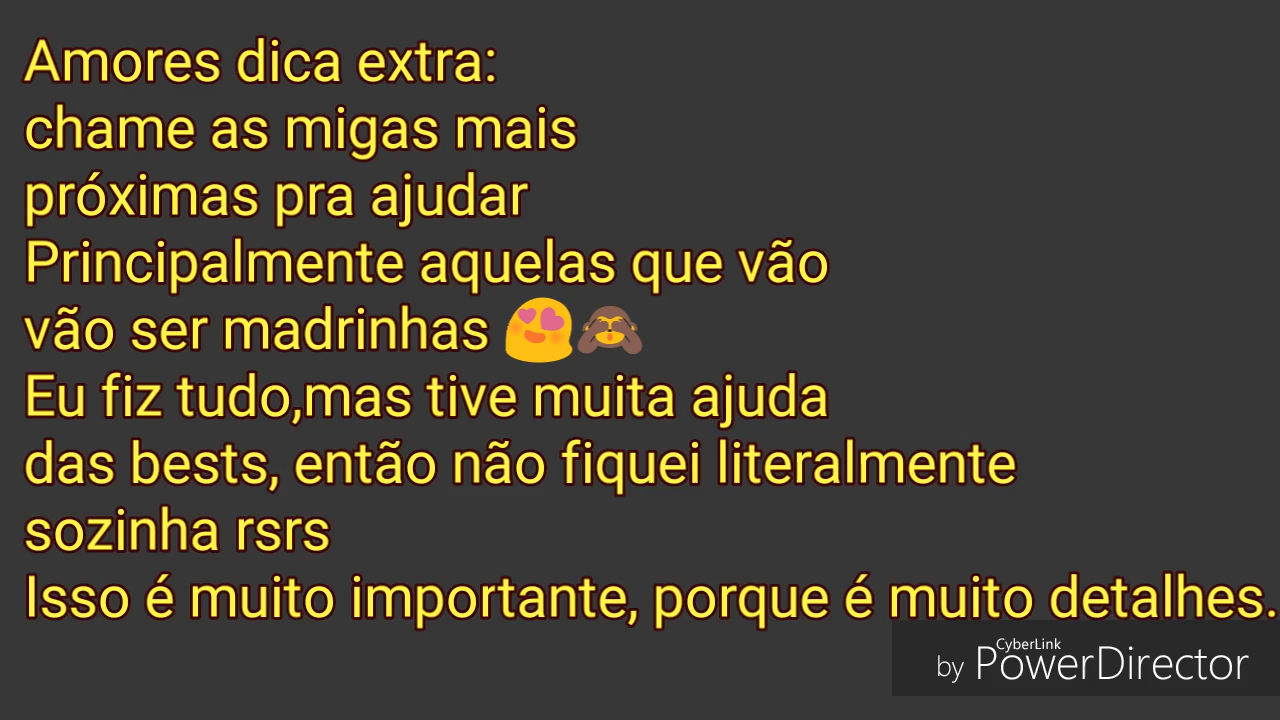 Amores dica extra:
chame as migas mais
próximas pra ajudar
Principalmente aquelas que vão
vão ser madrinhas 😍🙈
Eu fiz tudo,mas tive muita ajuda
das bests, então não fiquei literalmente
sozinha rsrs
Isso é muito importante, porque é muito detalhes.
CyberLink
by PowerDirector